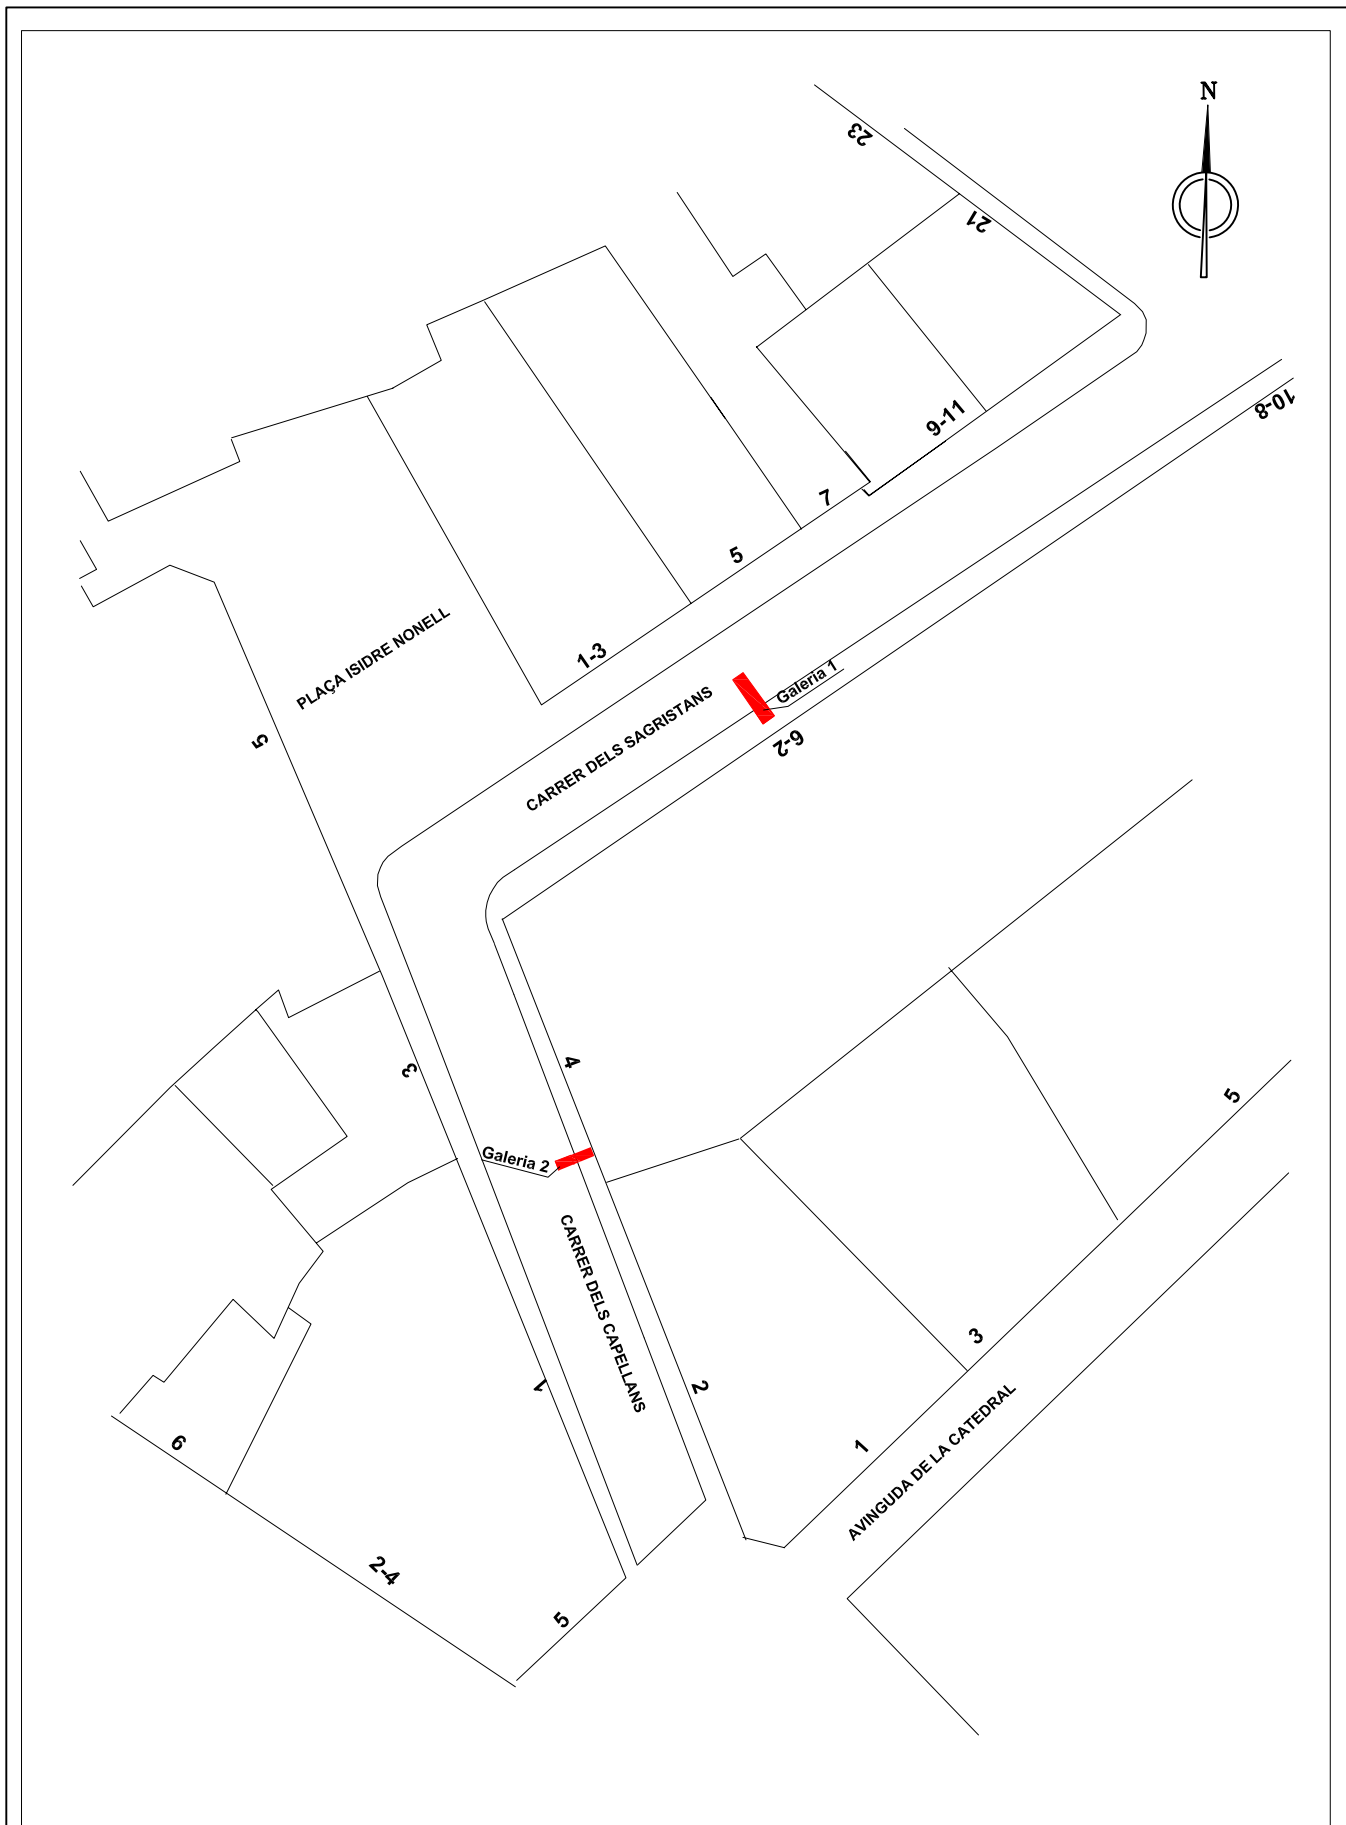 N
23
21
10-8
9-11
7
5
1-3
PLAÇA ISIDRE NONELL
5
Galeria 1
CARRER DELS SAGRISTANS
6-2
4
3
Galeria 2
5
CARRER DELS CAPELLANS
3
1
2
AVINGUDA DE LA CATEDRAL
1
6
2-4
5